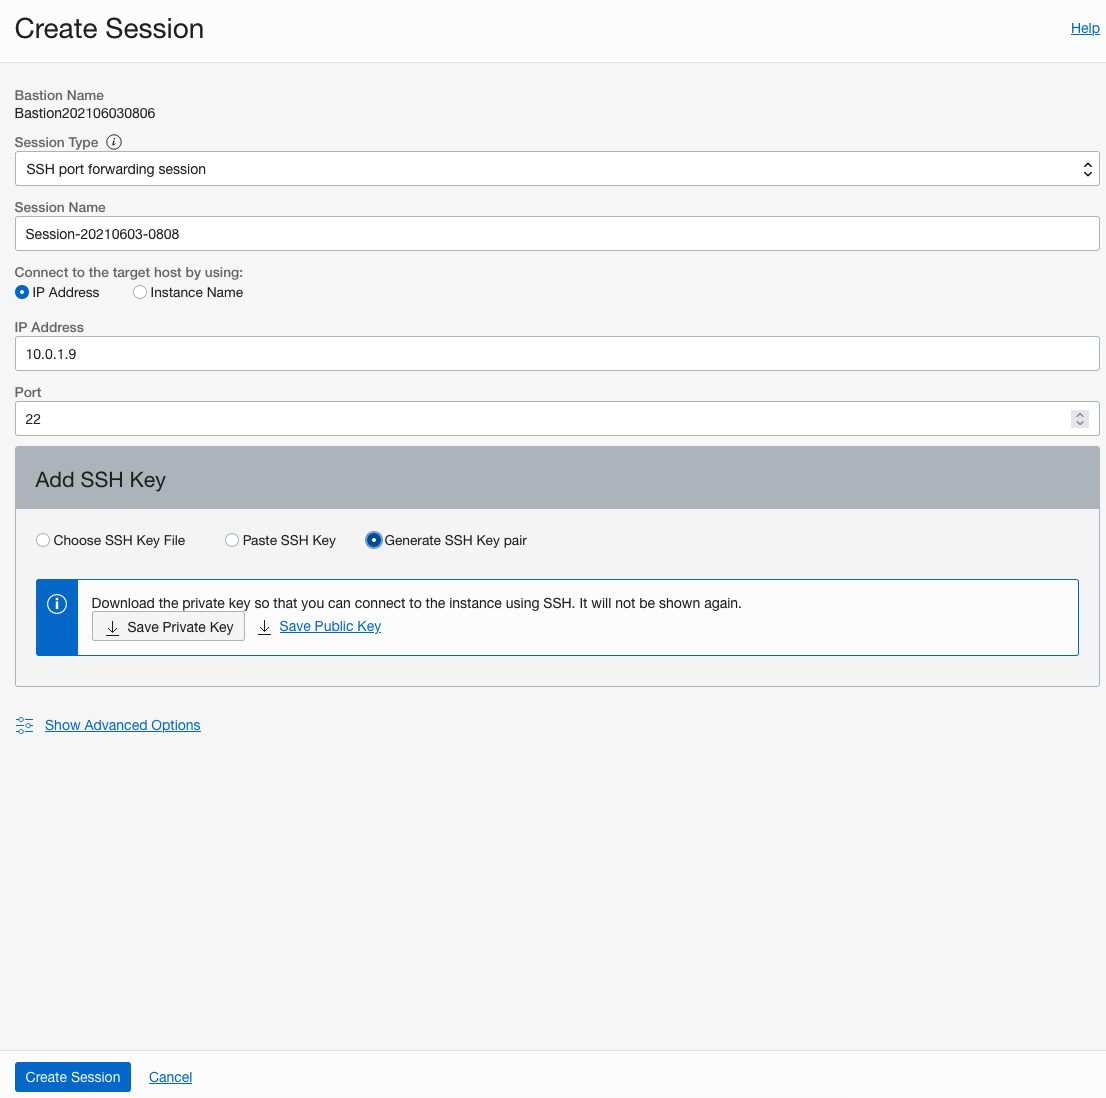 Create Session
Help
Bastion Name
Bastion202106030806
Session Type
SSH port forwarding session
Session Name
Session-20210603-0808
Connect to the target host by using:
IP Address Instance Name
IP Address
10.0.1.9
Port
22
Add SSH Key
Choose SSH Key File Paste SSH Key Generate SSH Key pair
Download the private key so that you can connect to the instance using SSH. It will not be shown again.
Save Private Key Save Public Key
Show Advanced Options
Create Session Cancel